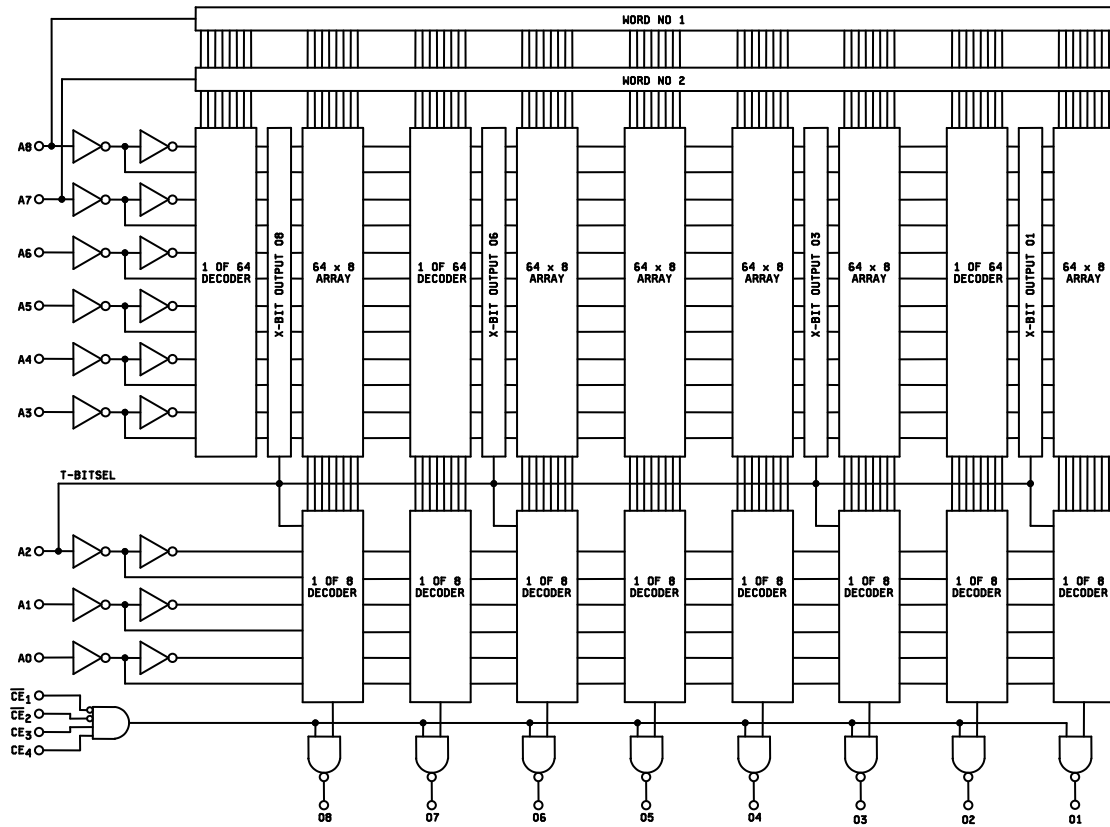 WORD NO 1
WORD NO 2
A8
A7
A6
A5
A4
A3
1 OF 64
DECODER
X-BIT OUTPUT 08
64 x 8
ARRAY
1 OF 64
DECODER
X-BIT OUTPUT 06
64 x 8
ARRAY
64 x 8
ARRAY
64 x 8
ARRAY
X-BIT OUTPUT 03
64 x 8
ARRAY
1 OF 64
DECODER
X-BIT OUTPUT 01
64 x 8
ARRAY
T-BITSEL
A2
A1
A0
1 OF 8
DECODER
1 OF 8
DECODER
1 OF 8
DECODER
1 OF 8
DECODER
1 OF 8
DECODER
1 OF 8
DECODER
1 OF 8
DECODER
1 OF 8
DECODER
C̅E̅1
C̅E̅2
CE3
CE4
08
07
06
05
04
03
02
01